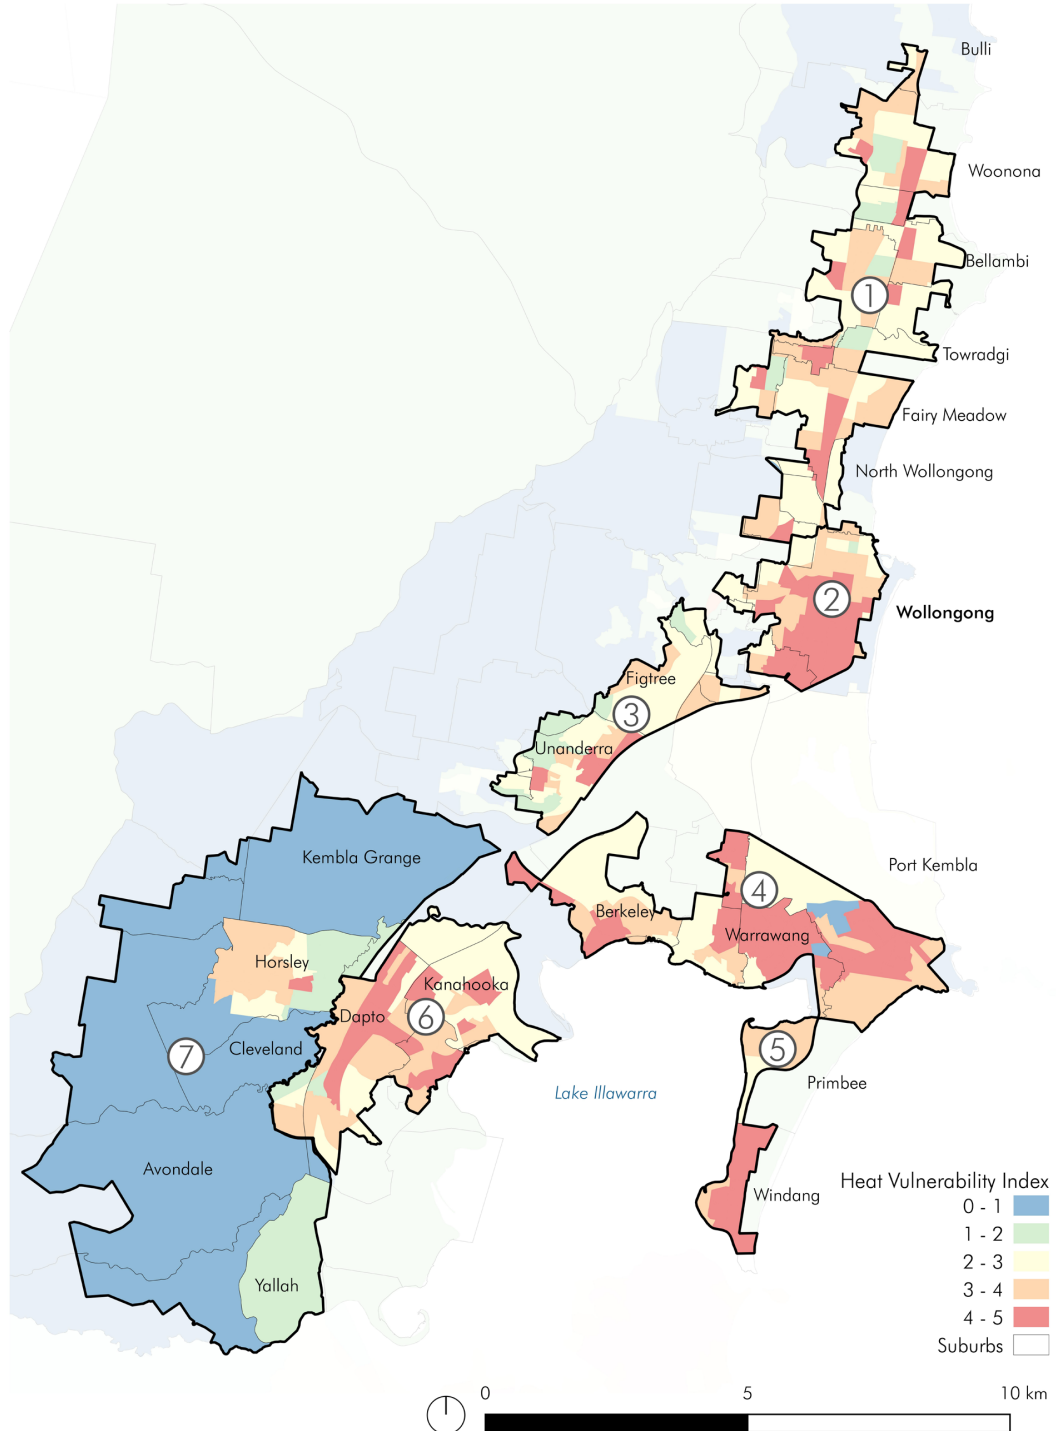 Bulli
Woonona
Bellambi
1
Towradgi
Fairy Meadow
North Wollongong
2
Wollongong
Figtree
3
Unanderra
Kembla Grange
Port Kembla
4
Berkeley
Warrawang
Horsley
Kanahooka
Dapto
6
7
Cleveland
5
Primbee
Lake Illawarra
Avondale
Windang
Yallah
Heat Vulnerability Index
0 - 1
1 - 2
2 - 3
3 - 4
4 - 5
Suburbs
0 5 10 km